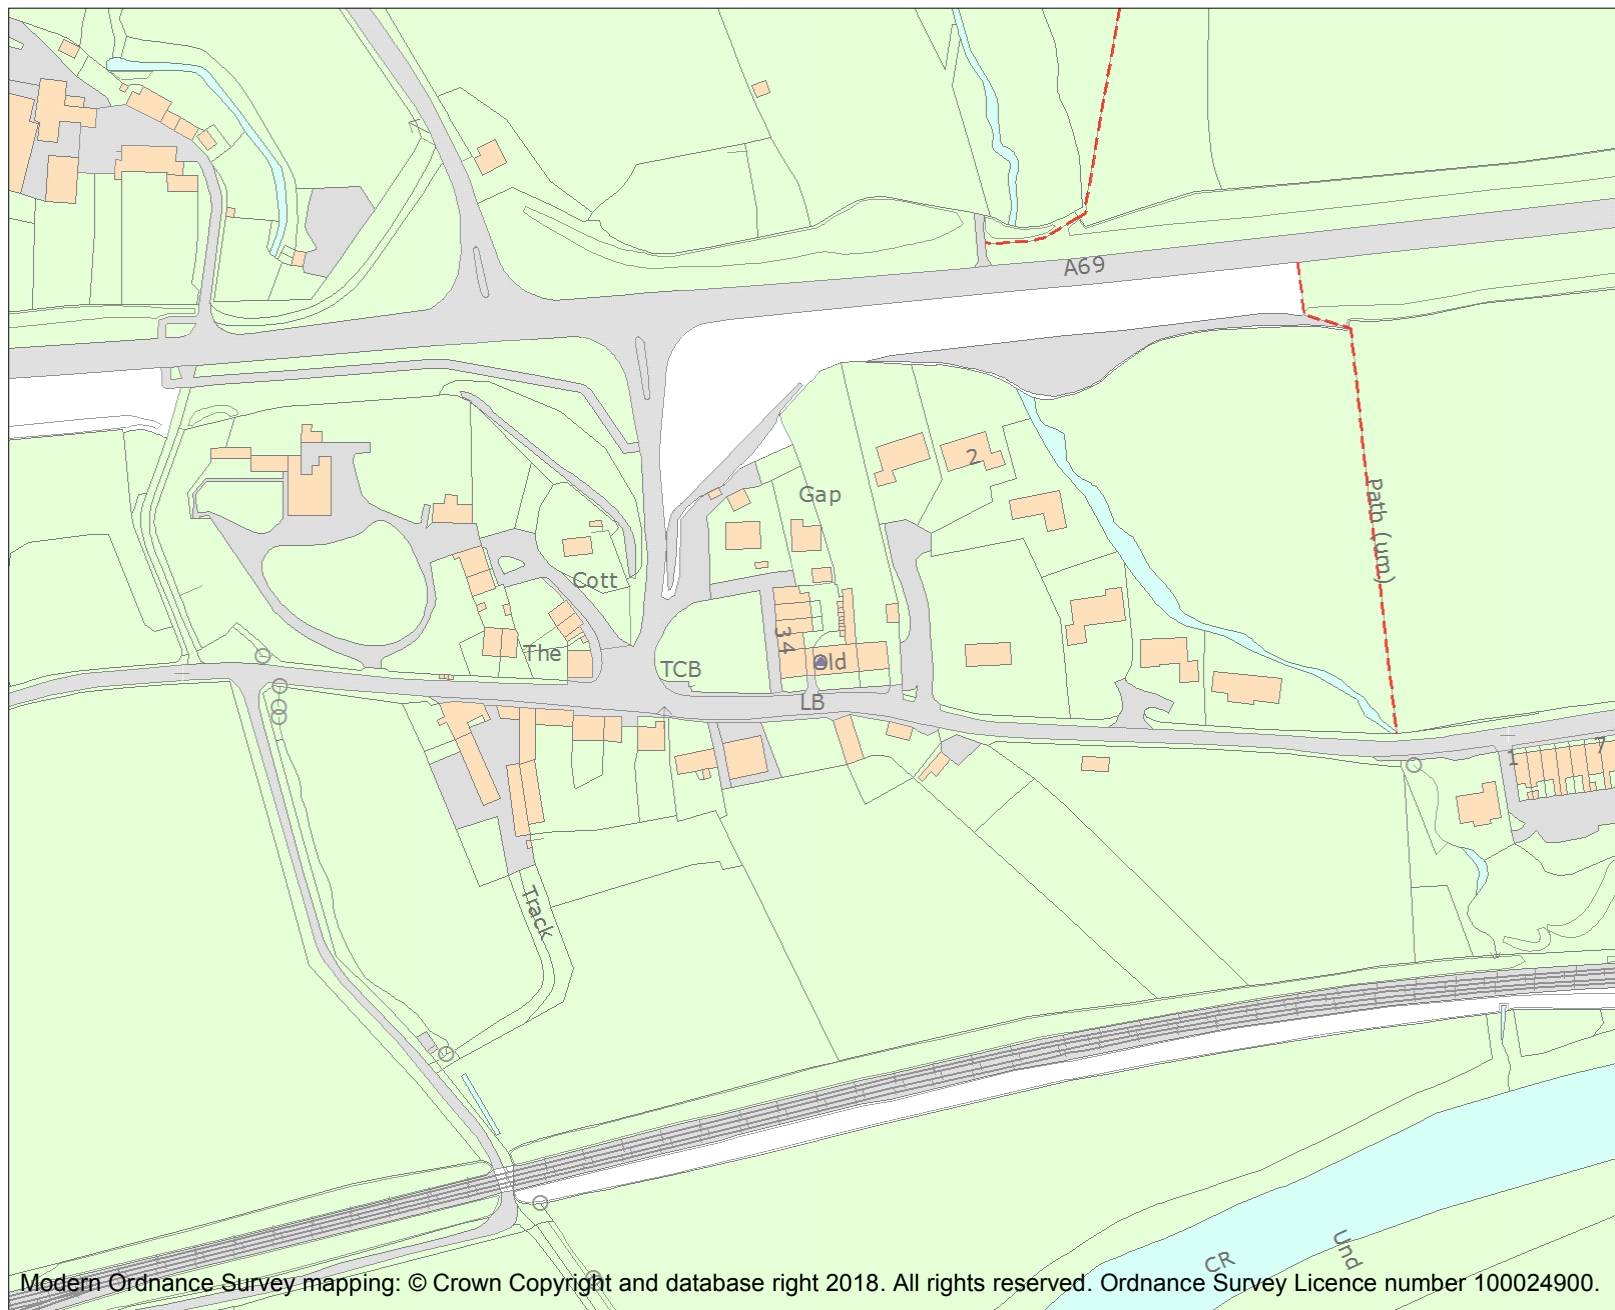 A69
2
Gap
Path (um)
Cott
34
The
Old
TCB
LB
7
1
Track
CR
Und
Modern Ordnance Survey mapping: © Crown Copyright and database right 2018. All rights reserved. Ordnance Survey Licence number 100024900.